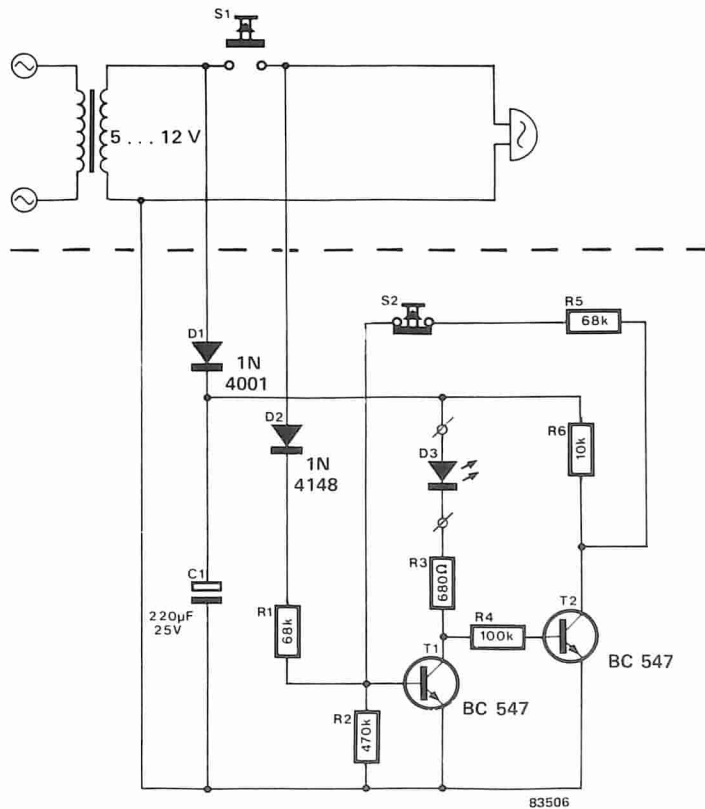 S1
5 ... 12 V
S2
R5
68k
D1
1N
4001
D2
1N
4148
D3
R6
10k
C1
220µF
25V
R1
68k
R3
680Ω
R4
100k
T2
T1
BC 547
BC 547
R2
470k
83506